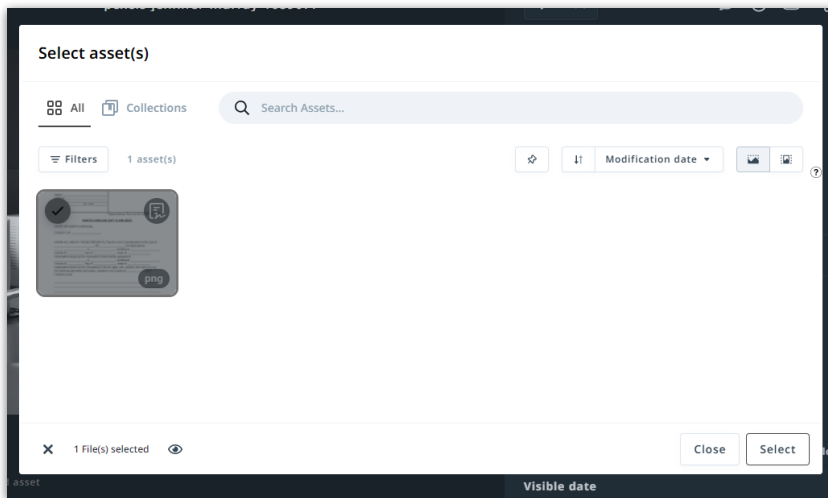 Select asset(s)
All
Collections
Search Assets...
Filters
1 asset(s)
Modification date
?
png
1 File(s) selected
Close
Select
l asset
Visible date